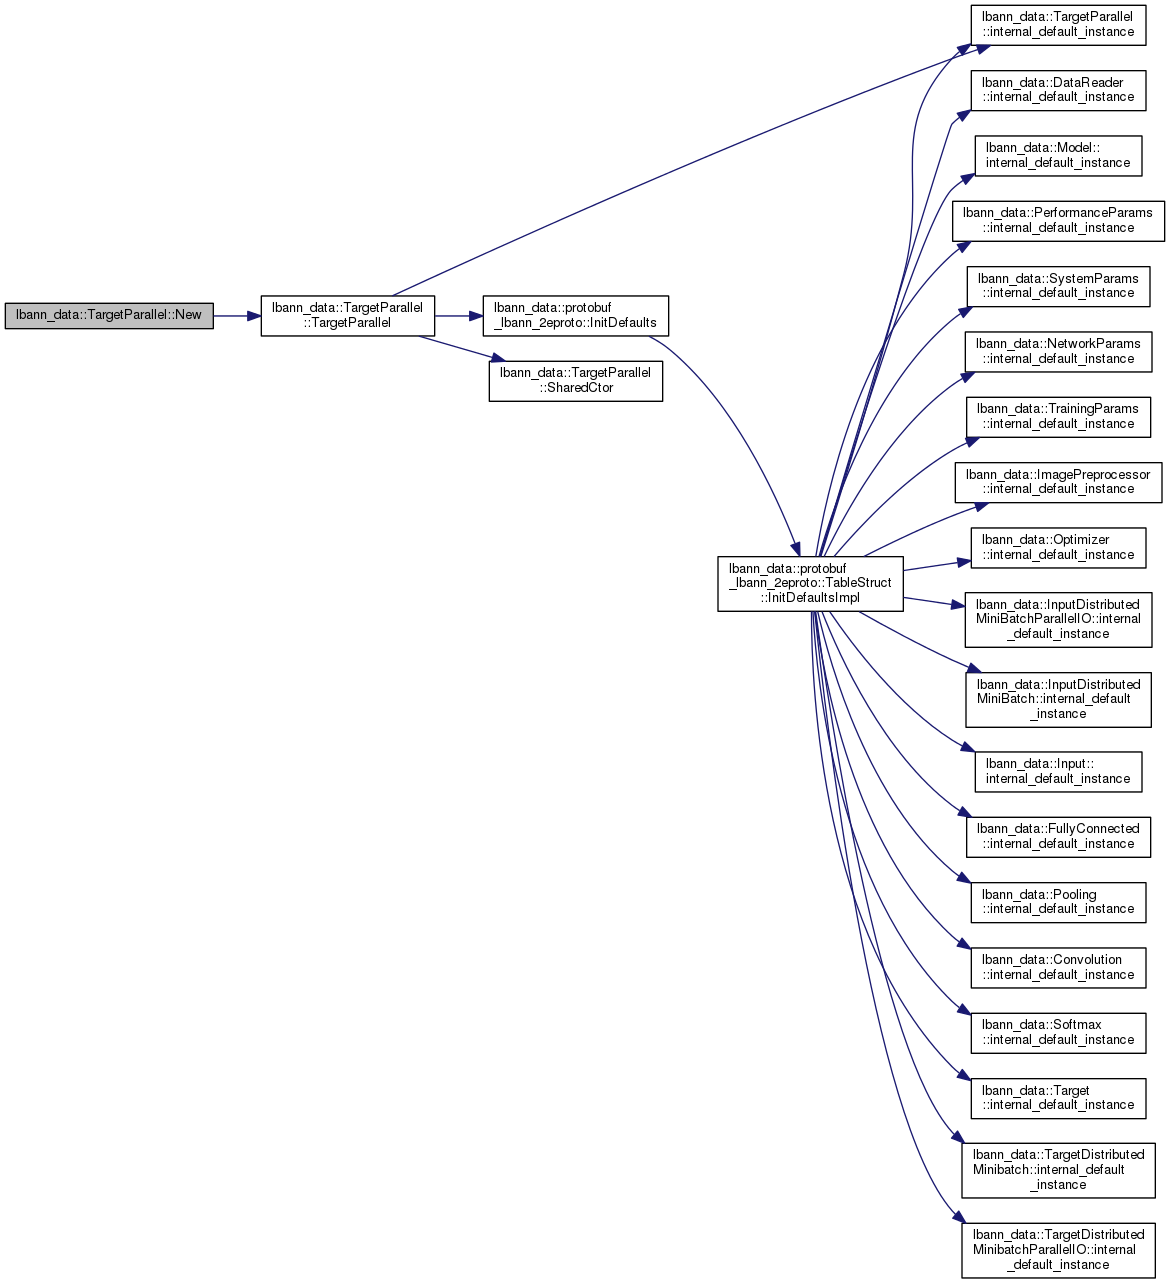 lbann_data::TargetParallel::New
lbann_data::TargetParallel
::TargetParallel
lbann_data::protobuf
_lbann_2eproto::InitDefaults
lbann_data::TargetParallel
::SharedCtor
lbann_data::protobuf
_lbann_2eproto::TableStruct
::InitDefaultsImpl
lbann_data::TargetParallel
::internal_default_instance
lbann_data::DataReader
::internal_default_instance
lbann_data::Model::
internal_default_instance
lbann_data::PerformanceParams
::internal_default_instance
lbann_data::SystemParams
::internal_default_instance
lbann_data::NetworkParams
::internal_default_instance
lbann_data::TrainingParams
::internal_default_instance
lbann_data::ImagePreprocessor
::internal_default_instance
lbann_data::Optimizer
::internal_default_instance
lbann_data::InputDistributed
MiniBatchParallelIO::internal
_default_instance
lbann_data::InputDistributed
MiniBatch::internal_default
_instance
lbann_data::Input::
internal_default_instance
lbann_data::FullyConnected
::internal_default_instance
lbann_data::Pooling
::internal_default_instance
lbann_data::Convolution
::internal_default_instance
lbann_data::Softmax
::internal_default_instance
lbann_data::Target
::internal_default_instance
lbann_data::TargetDistributed
Minibatch::internal_default
_instance
lbann_data::TargetDistributed
MinibatchParallelIO::internal
_default_instance